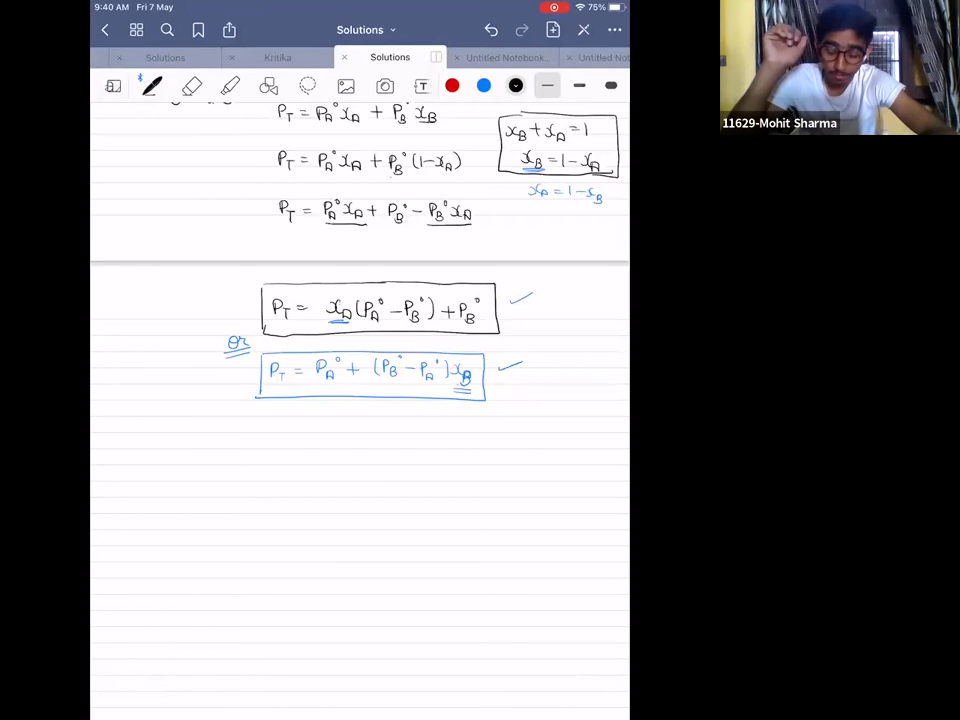 9:40 AM Fri 7 May
75%
Solutions
Solutions
Kritika
Solutions
Untitled Notebook...
Untitled Not
P_T = P_A° x_A + P_B° x_B
x_B + x_A = 1
P_T = P_A° x_A + P_B° (1 - x_A)
x_B = 1 - x_A
x_A = 1 - x_B
P_T = P_A° x_A + P_B° - P_B° x_A
P_T = x_A (P_A° - P_B°) + P_B°
or
P_T = P_A° + (P_B° - P_A°) x_B
11629-Mohit Sharma